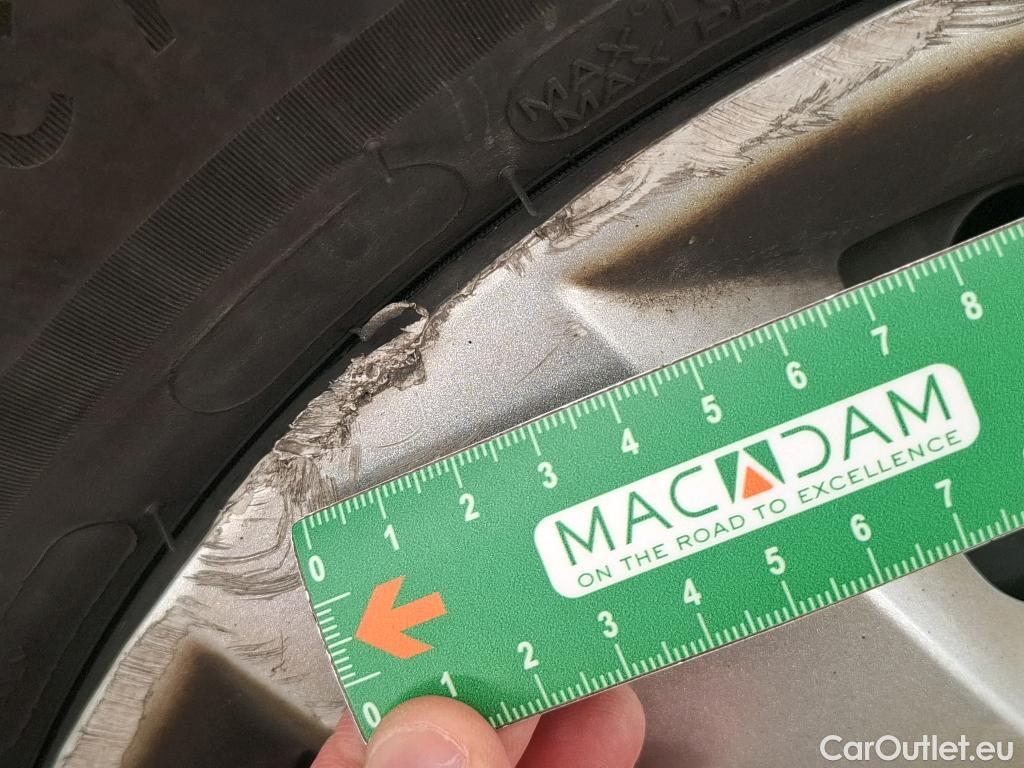 MAX L
MAX
0 1 2 3 4 5 6 7 8
MACADAM
ON THE ROAD TO EXCELLENCE
0 1 2 3 4 5 6 7
CarOutlet.eu